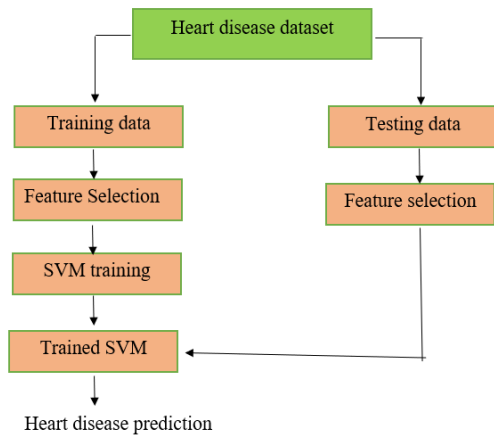 Heart disease dataset
Training data
Testing data
Feature Selection
Feature selection
SVM training
Trained SVM
Heart disease prediction